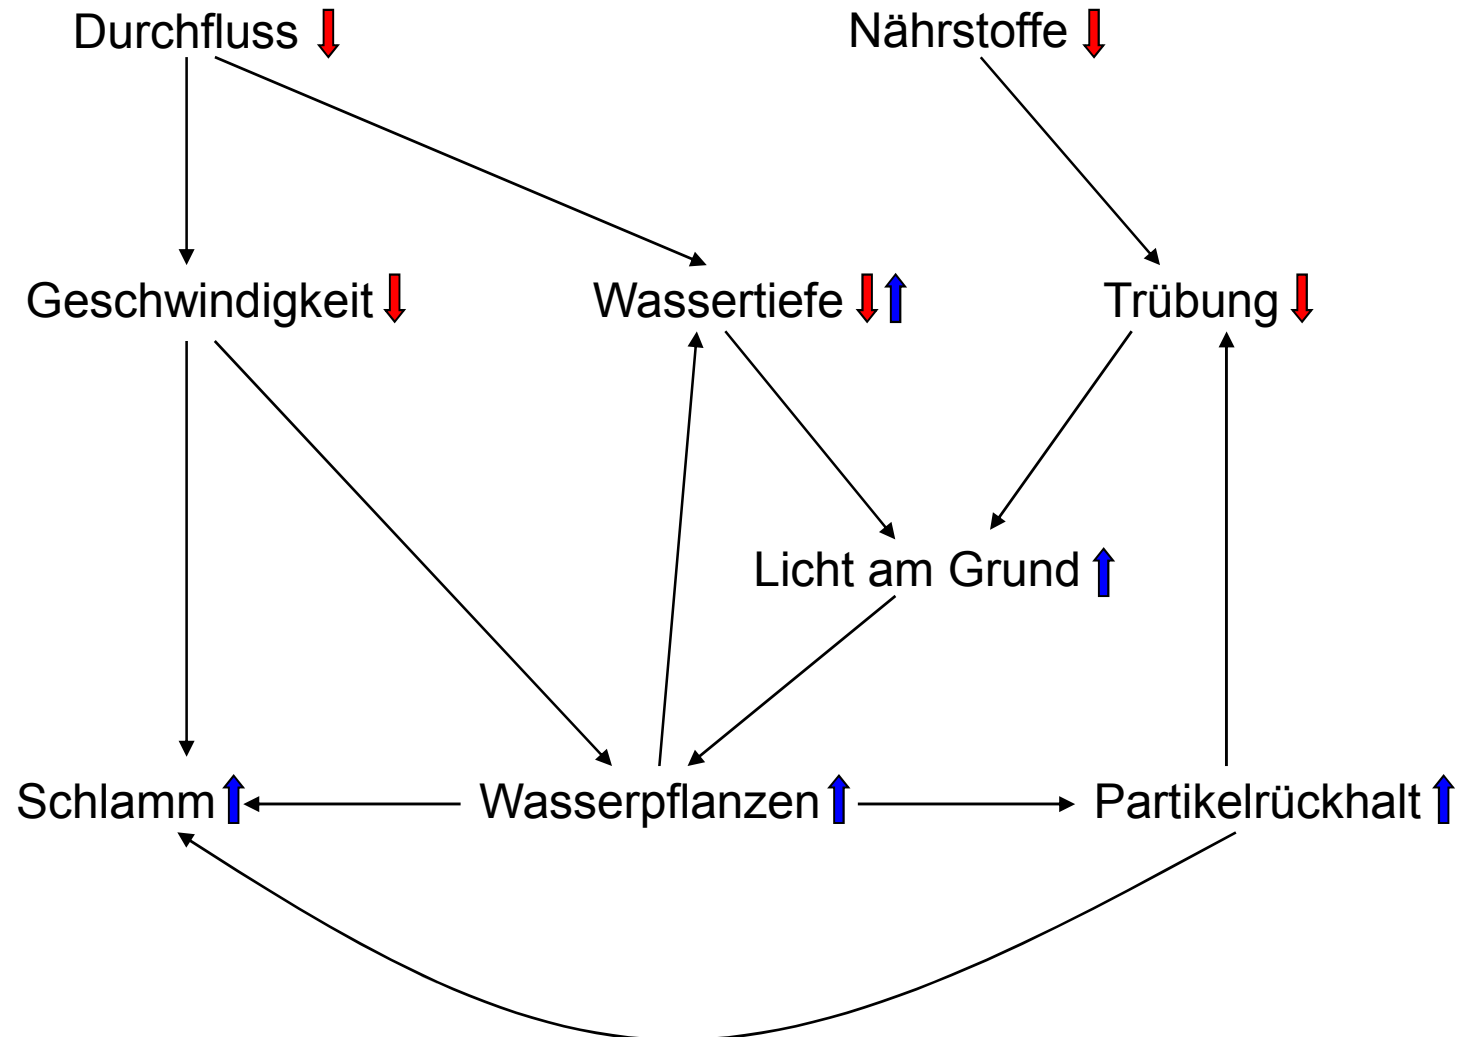 Durchfluss
Nährstoffe
Geschwindigkeit
Wassertiefe
Trübung
Licht am Grund
Schlamm
Wasserpflanzen
Partikelrückhalt